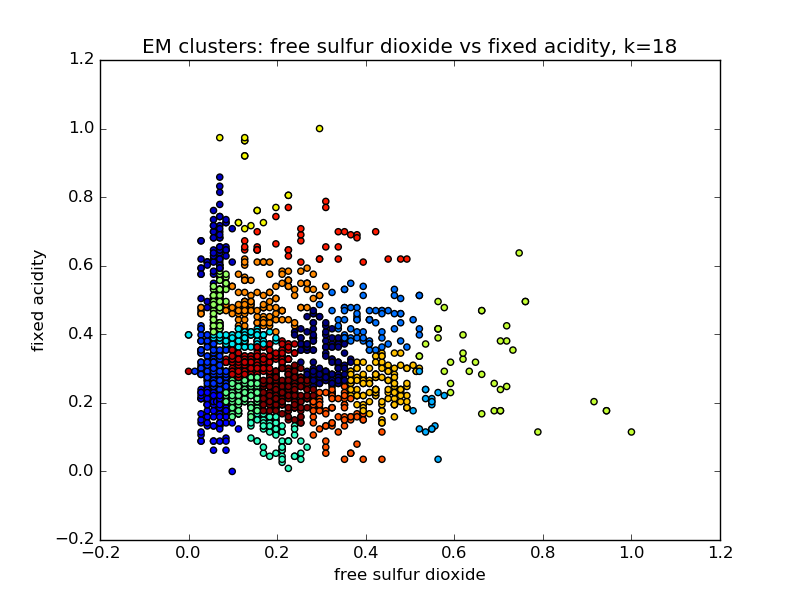 EM clusters: free sulfur dioxide vs fixed acidity, k=18
1.2
1.0
0.8
0.6
0.4
0.2
0.0
−0.2
fixed acidity
−0.2 0.0 0.2 0.4 0.6 0.8 1.0 1.2
free sulfur dioxide